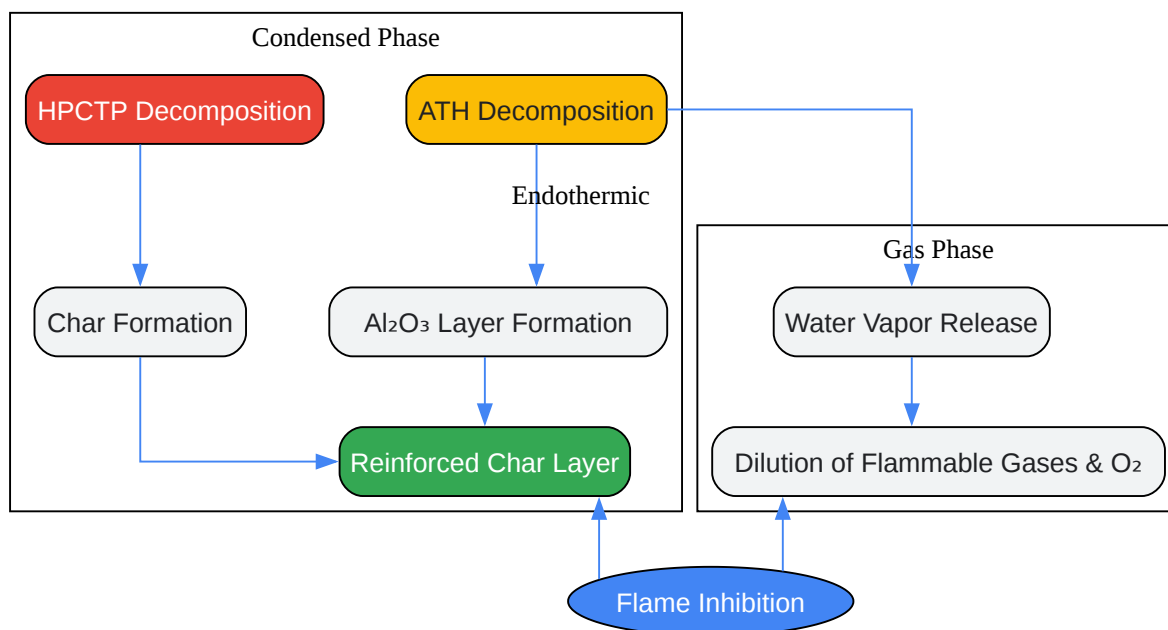 Condensed Phase
HPCTP Decomposition
ATH Decomposition
Endothermic
Gas Phase
Char Formation
Al₂O₃ Layer Formation
Water Vapor Release
Reinforced Char Layer
Dilution of Flammable Gases & O₂
Flame Inhibition